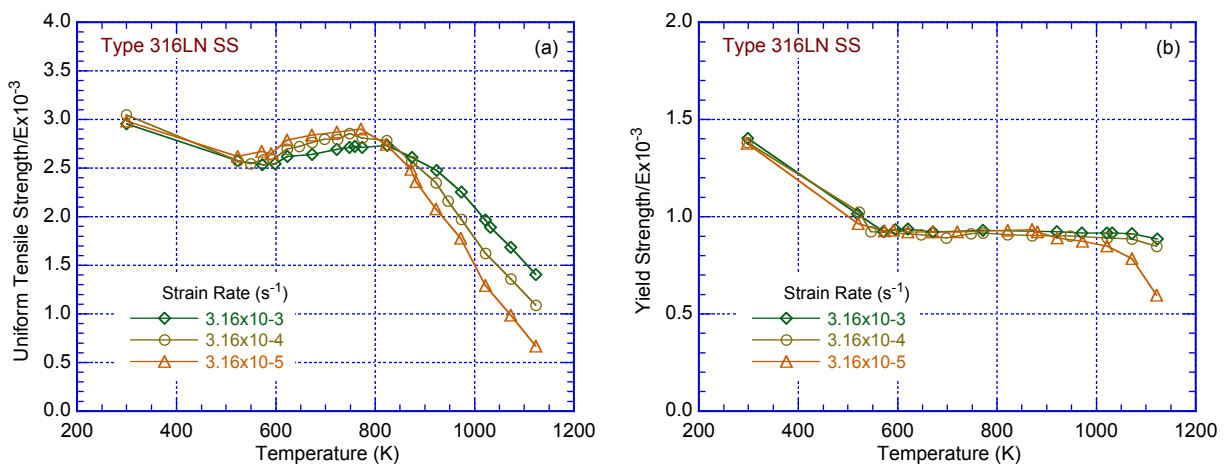 Type 316LN SS
(a)
Uniform Tensile Strength/Ex10⁻³
4.0
3.5
3.0
2.5
2.0
1.5
1.0
0.5
0.0
Strain Rate (s⁻¹)
3.16x10-3
3.16x10-4
3.16x10-5
200 400 600 800 1000 1200
Temperature (K)
Type 316LN SS
(b)
Yield Strength/Ex10⁻³
2.0
1.5
1.0
0.5
0.0
Strain Rate (s⁻¹)
3.16x10-3
3.16x10-4
3.16x10-5
200 400 600 800 1000 1200
Temperature (K)